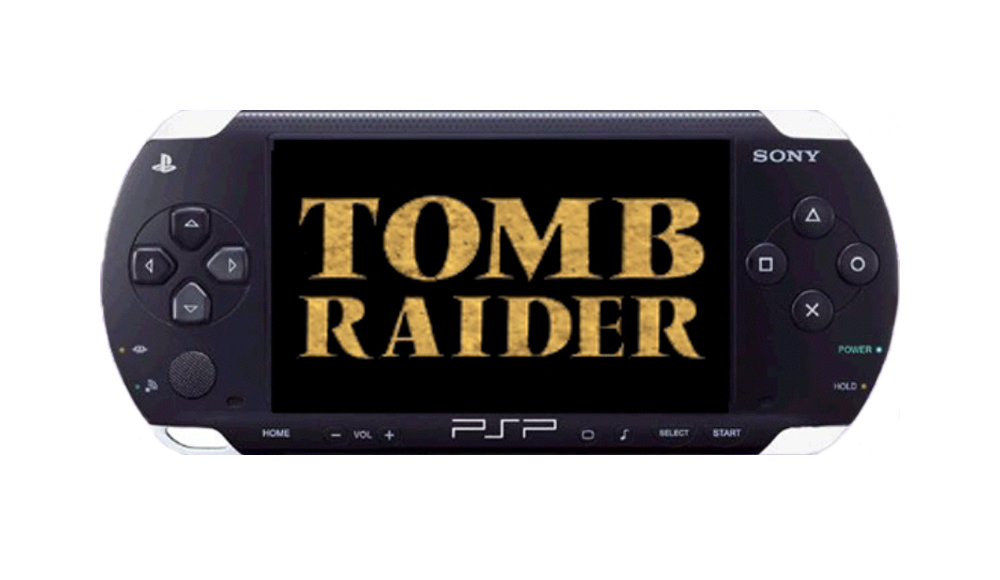 SONY
TOMB
RAIDER
POWER
HOLD
HOME
− VOL +
PSP
SELECT
START